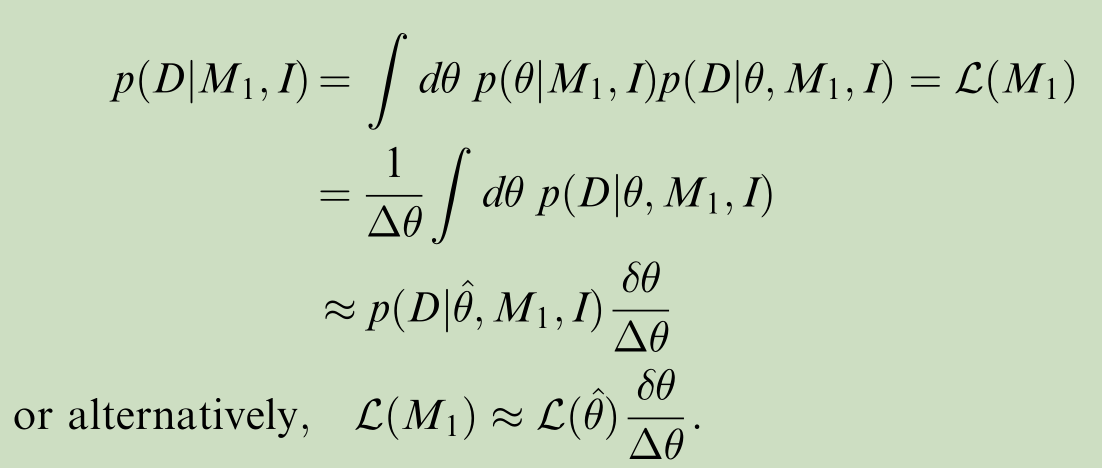 p(D|M₁, I) = ∫ dθ p(θ|M₁, I)p(D|θ, M₁, I) = ℒ(M₁)
= 1/Δθ ∫ dθ p(D|θ, M₁, I)
≈ p(D|θ̂, M₁, I) δθ/Δθ
or alternatively, ℒ(M₁) ≈ ℒ(θ̂) δθ/Δθ.